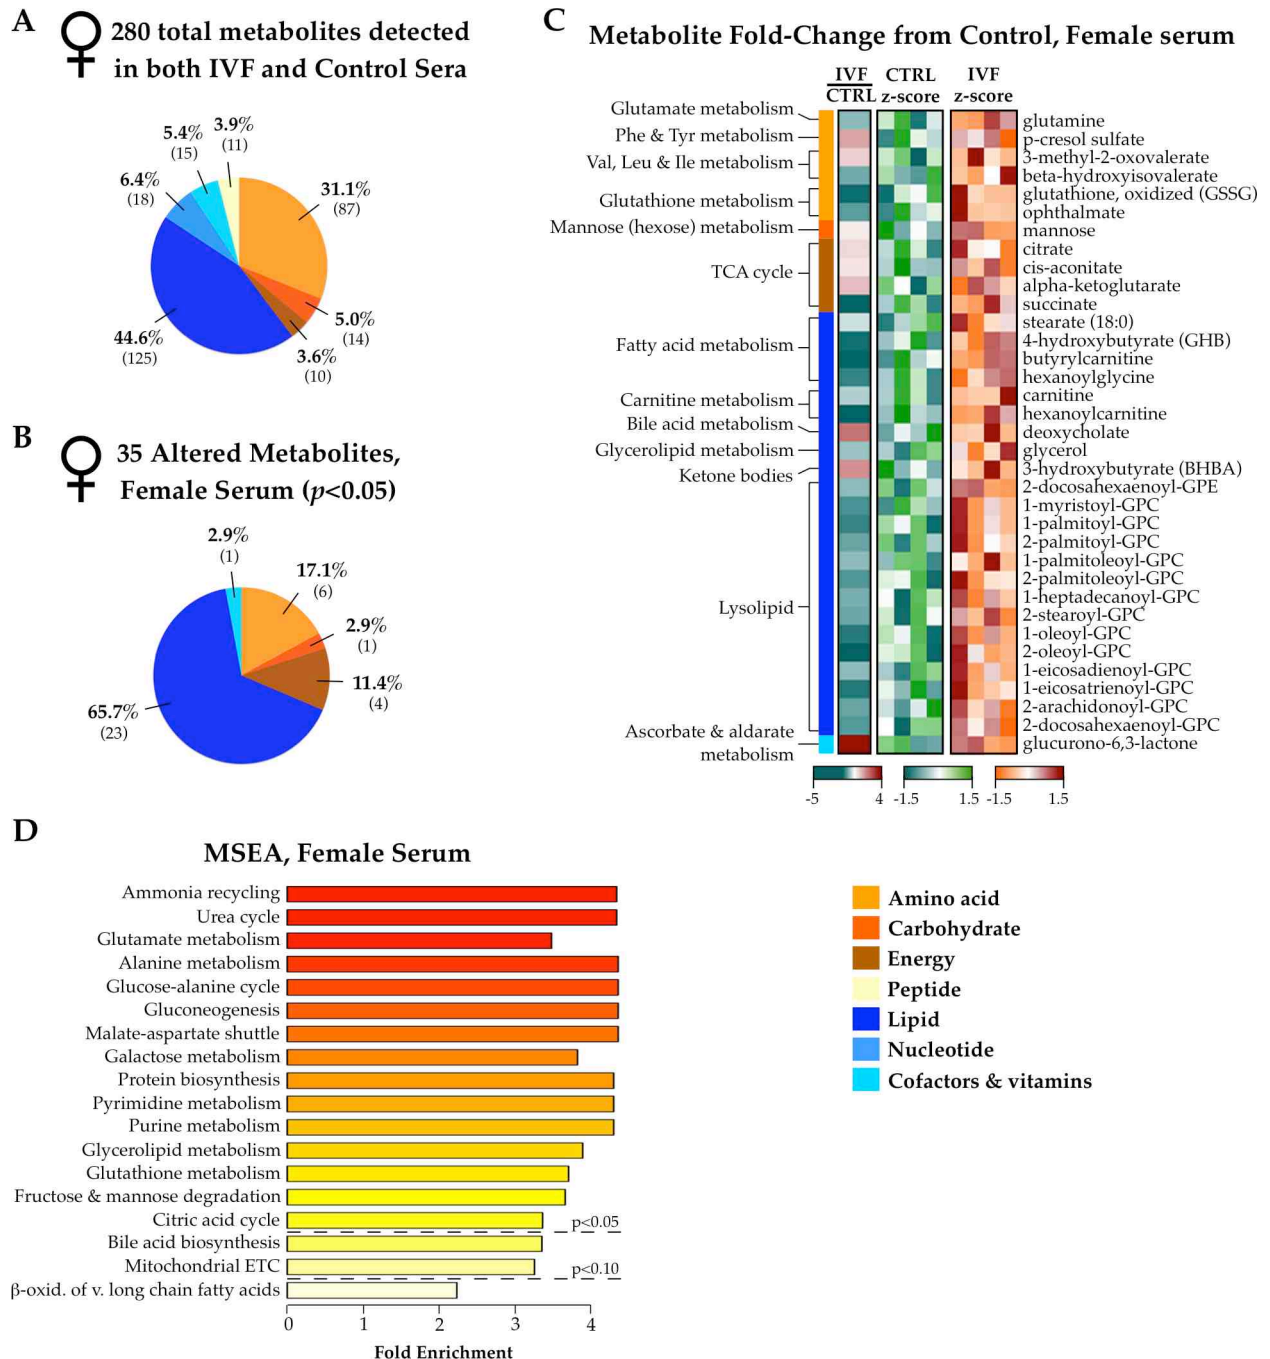 A
♀ 280 total metabolites detected
in both IVF and Control Sera
3.9%
(11)
5.4%
(15)
6.4%
(18)
31.1%
(87)
44.6%
(125)
5.0%
(14)
3.6%
(10)
B
♀ 35 Altered Metabolites,
Female Serum (p<0.05)
2.9%
(1)
17.1%
(6)
2.9%
(1)
11.4%
(4)
65.7%
(23)
C
Metabolite Fold-Change from Control, Female serum
IVF
CTRL
CTRL
z-score
IVF
z-score
Glutamate metabolism
Phe & Tyr metabolism
Val, Leu & Ile metabolism
Glutathione metabolism
Mannose (hexose) metabolism
TCA cycle
Fatty acid metabolism
Carnitine metabolism
Bile acid metabolism
Glycerolipid metabolism
Ketone bodies
Lysolipid
Ascorbate & aldarate
metabolism
glutamine
p-cresol sulfate
3-methyl-2-oxovalerate
beta-hydroxyisovalerate
glutathione, oxidized (GSSG)
ophthalmate
mannose
citrate
cis-aconitate
alpha-ketoglutarate
succinate
stearate (18:0)
4-hydroxybutyrate (GHB)
butyrylcarnitine
hexanoylglycine
carnitine
hexanoylcarnitine
deoxycholate
glycerol
3-hydroxybutyrate (BHBA)
2-docosahexaenoyl-GPE
1-myristoyl-GPC
1-palmitoyl-GPC
2-palmitoyl-GPC
1-palmitoleoyl-GPC
2-palmitoleoyl-GPC
1-heptadecanoyl-GPC
2-stearoyl-GPC
1-oleoyl-GPC
2-oleoyl-GPC
1-eicosadienoyl-GPC
1-eicosatrienoyl-GPC
2-arachidonoyl-GPC
2-docosahexaenoyl-GPC
glucurono-6,3-lactone
-5 4
-1.5 1.5
-1.5 1.5
D
MSEA, Female Serum
Ammonia recycling
Urea cycle
Glutamate metabolism
Alanine metabolism
Glucose-alanine cycle
Gluconeogenesis
Malate-aspartate shuttle
Galactose metabolism
Protein biosynthesis
Pyrimidine metabolism
Purine metabolism
Glycerolipid metabolism
Glutathione metabolism
Fructose & mannose degradation
Citric acid cycle
p<0.05
Bile acid biosynthesis
Mitochondrial ETC
p<0.10
β-oxid. of v. long chain fatty acids
0 1 2 3 4
Fold Enrichment
Amino acid
Carbohydrate
Energy
Peptide
Lipid
Nucleotide
Cofactors & vitamins